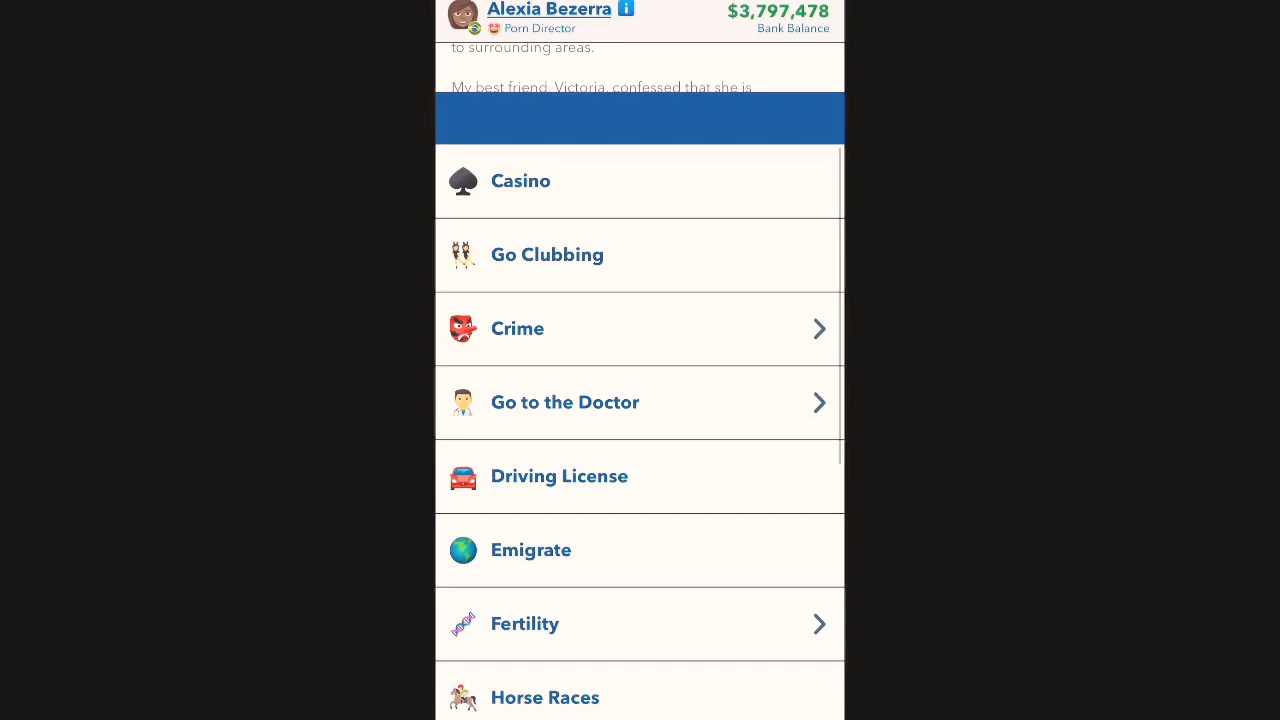 Alexia Bezerra
$3,797,478
Porn Director
Bank Balance
to surrounding areas.
My best friend, Victoria, confessed that she is
Casino
Go Clubbing
Crime
Go to the Doctor
Driving License
Emigrate
Fertility
Horse Races